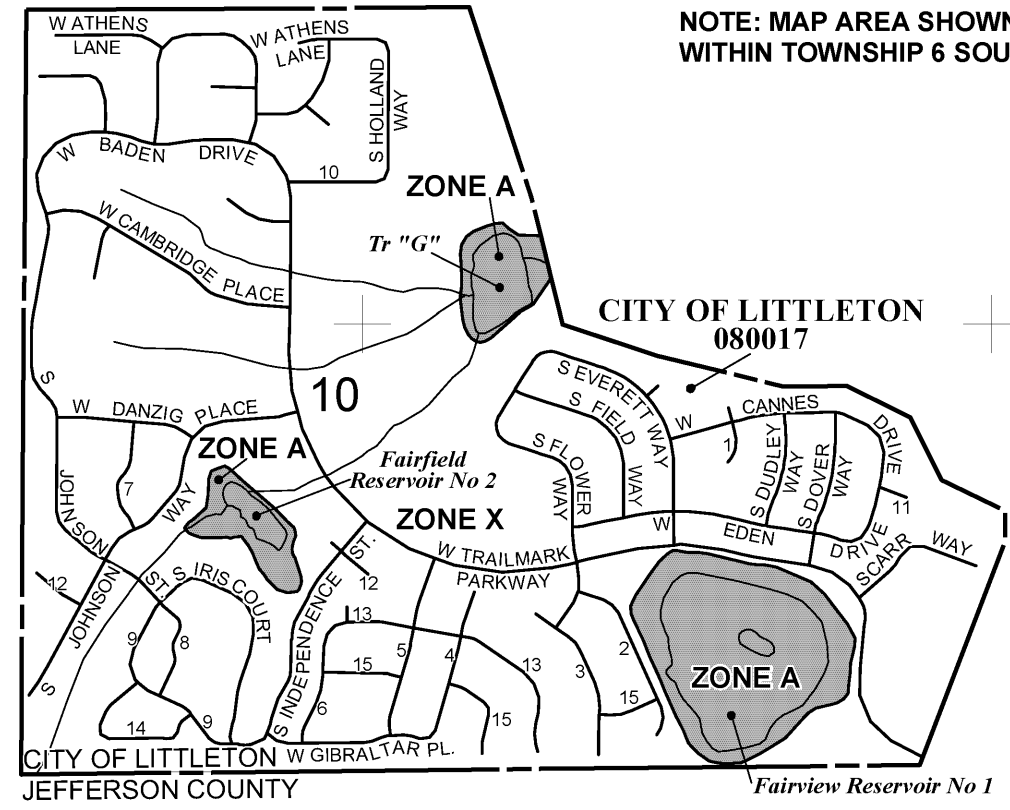 NOTE: MAP AREA SHOWN
WITHIN TOWNSHIP 6 SOU
W ATHENS
LANE
W ATHENS
LANE
S HOLLAND
WAY
W BADEN DRIVE
10
ZONE A
Tr "G"
W CAMBRIDGE PLACE
CITY OF LITTLETON
080017
10
S
W DANZIG PLACE
ZONE A
Fairfield
Reservoir No 2
ZONE X
S EVERETT WAY
S FIELD
WAY
S FLOWER
WAY
W CANNES DRIVE
1
S DUDLEY
WAY
S DOVER
WAY
11
W EDEN DRIVE
SCARR WAY
JOHNSON
ST.
7
WAY
JOHNSON
S
12
S IRIS COURT
9
8
14
9
S INDEPENDENCE
ST.
12
W TRAILMARK
PARKWAY
13
15
5
4
6
13
15
3
2
15
ZONE A
W GIBRALTAR PL.
CITY OF LITTLETON
JEFFERSON COUNTY
Fairview Reservoir No 1